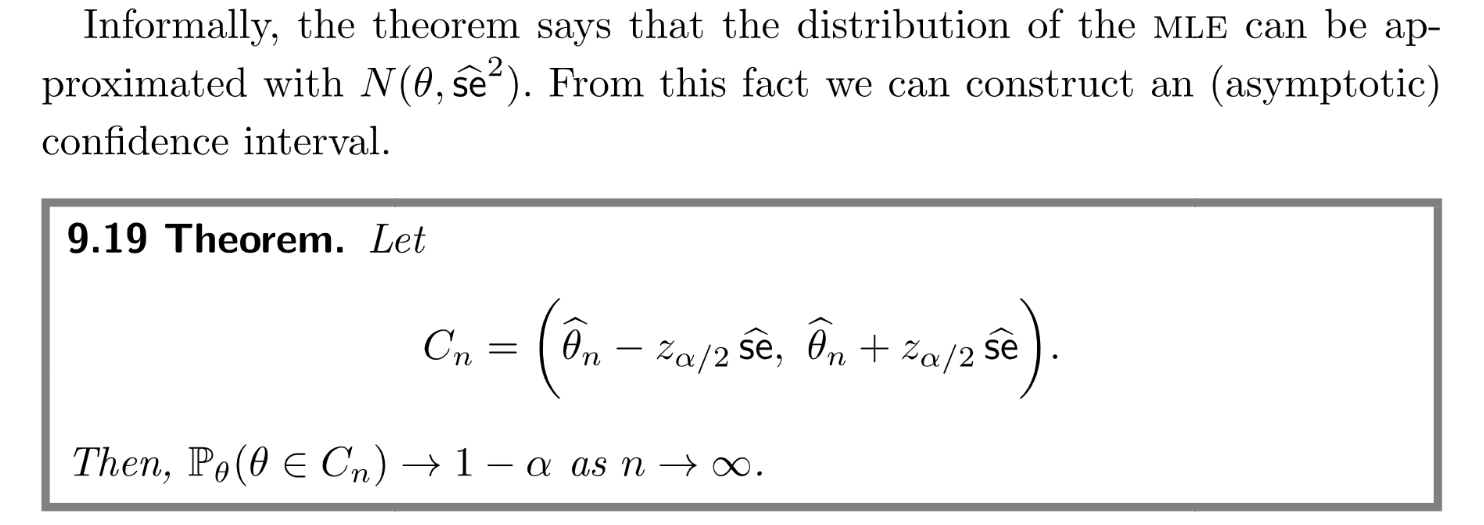 Informally, the theorem says that the distribution of the MLE can be ap-
proximated with N(θ, ŝe²). From this fact we can construct an (asymptotic)
confidence interval.
9.19 Theorem. Let
Cₙ = (θ̂ₙ − z_{α/2} ŝe, θ̂ₙ + z_{α/2} ŝe).
Then, ℙ_θ(θ ∈ Cₙ) → 1 − α as n → ∞.